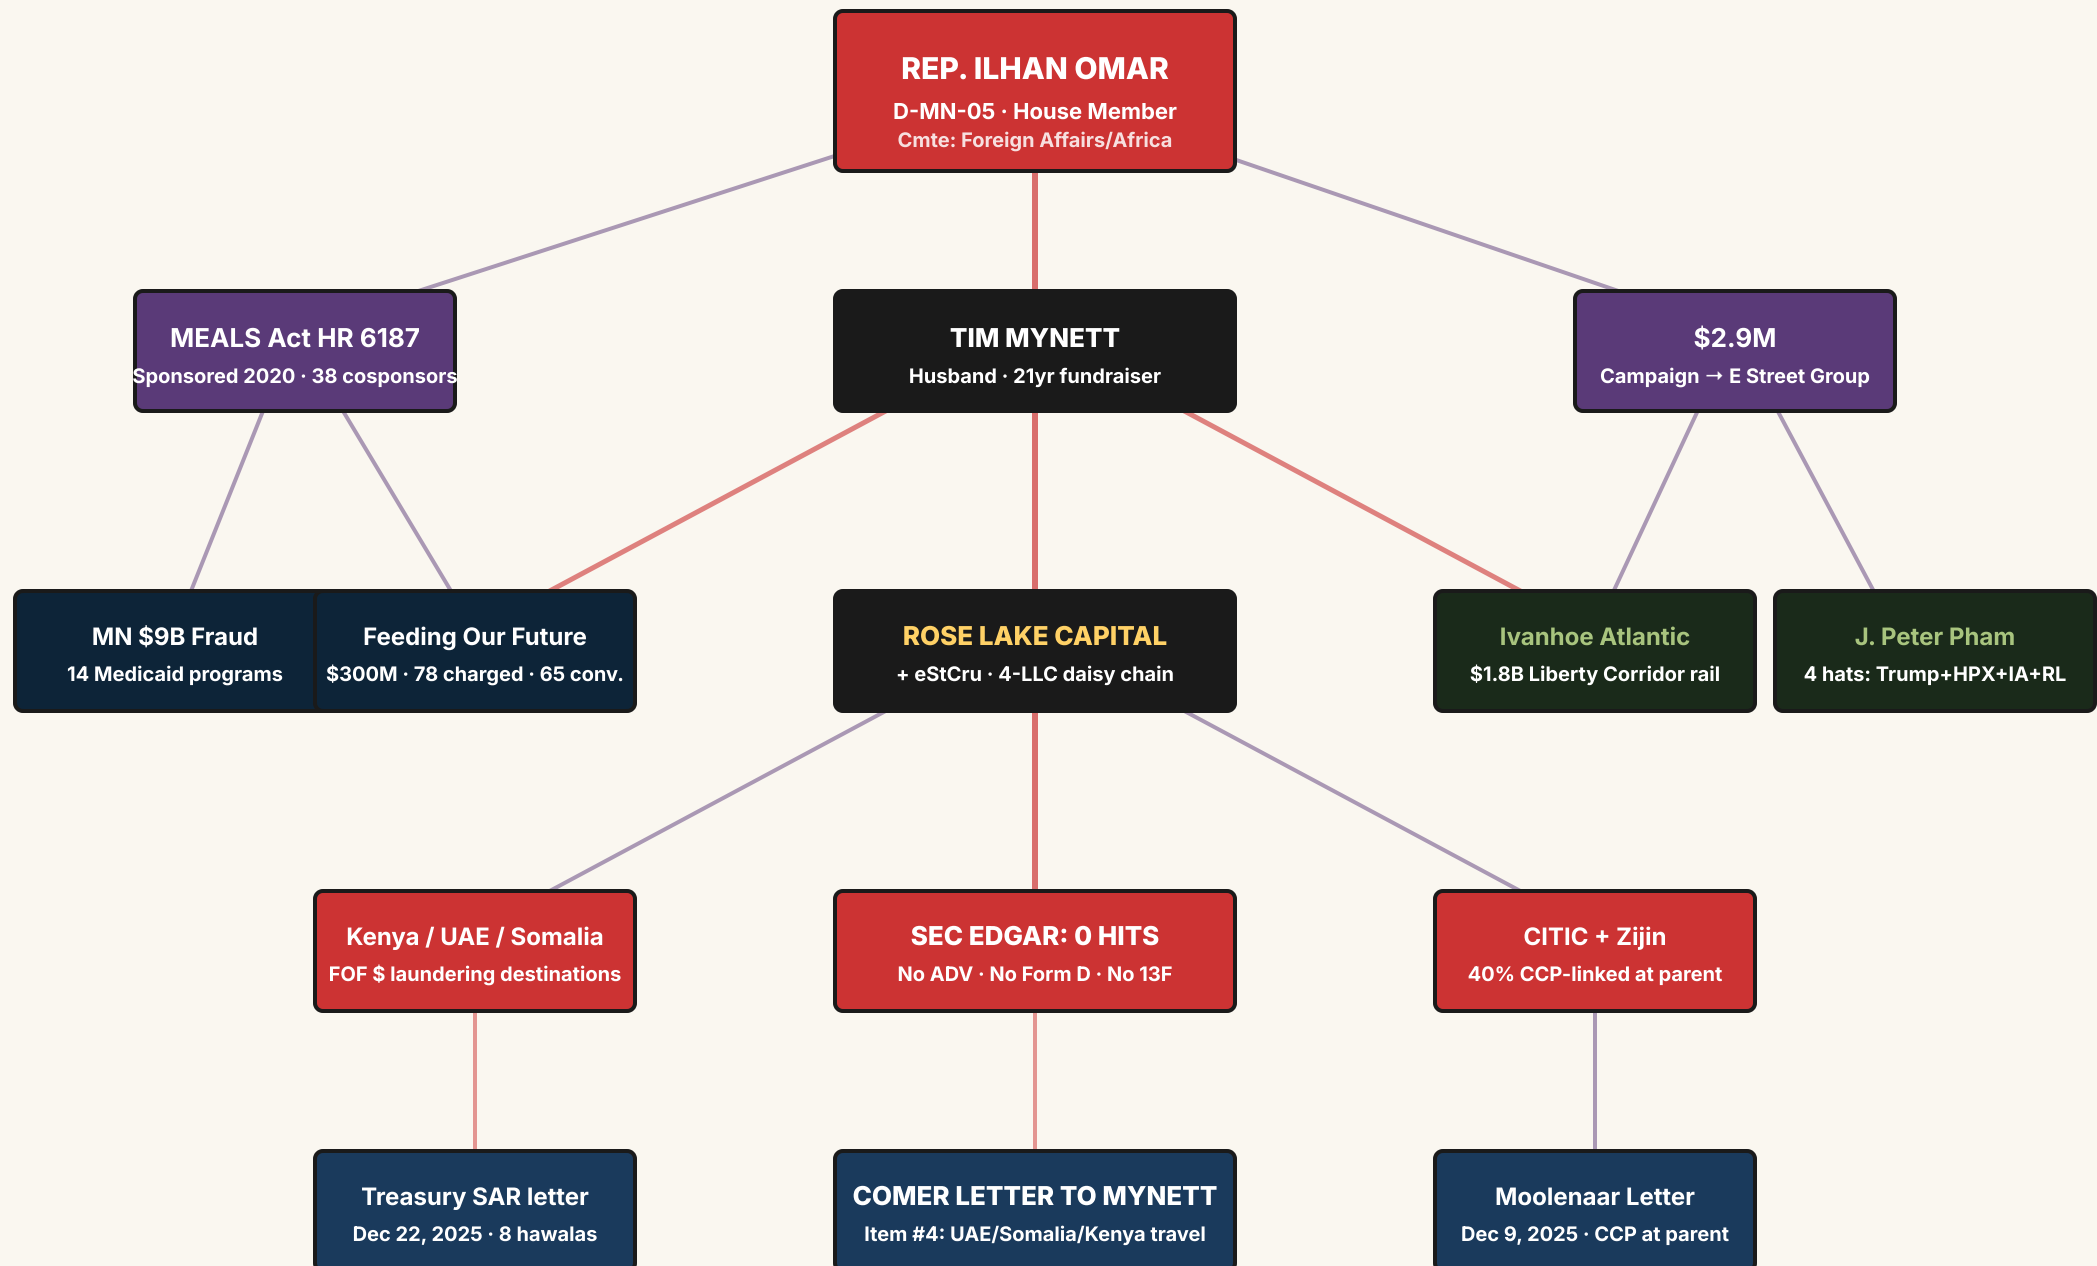 REP. ILHAN OMAR
D-MN-05 · House Member
Cmte: Foreign Affairs/Africa
MEALS Act HR 6187
Sponsored 2020 · 38 cosponsors
TIM MYNETT
Husband · 21yr fundraiser
$2.9M
Campaign → E Street Group
MN $9B Fraud
14 Medicaid programs
Feeding Our Future
$300M · 78 charged · 65 conv.
ROSE LAKE CAPITAL
+ eStCru · 4-LLC daisy chain
Ivanhoe Atlantic
$1.8B Liberty Corridor rail
J. Peter Pham
4 hats: Trump+HPX+IA+RL
Kenya / UAE / Somalia
FOF $ laundering destinations
SEC EDGAR: 0 HITS
No ADV · No Form D · No 13F
CITIC + Zijin
40% CCP-linked at parent
Treasury SAR letter
Dec 22, 2025 · 8 hawalas
COMER LETTER TO MYNETT
Item #4: UAE/Somalia/Kenya travel
Moolenaar Letter
Dec 9, 2025 · CCP at parent